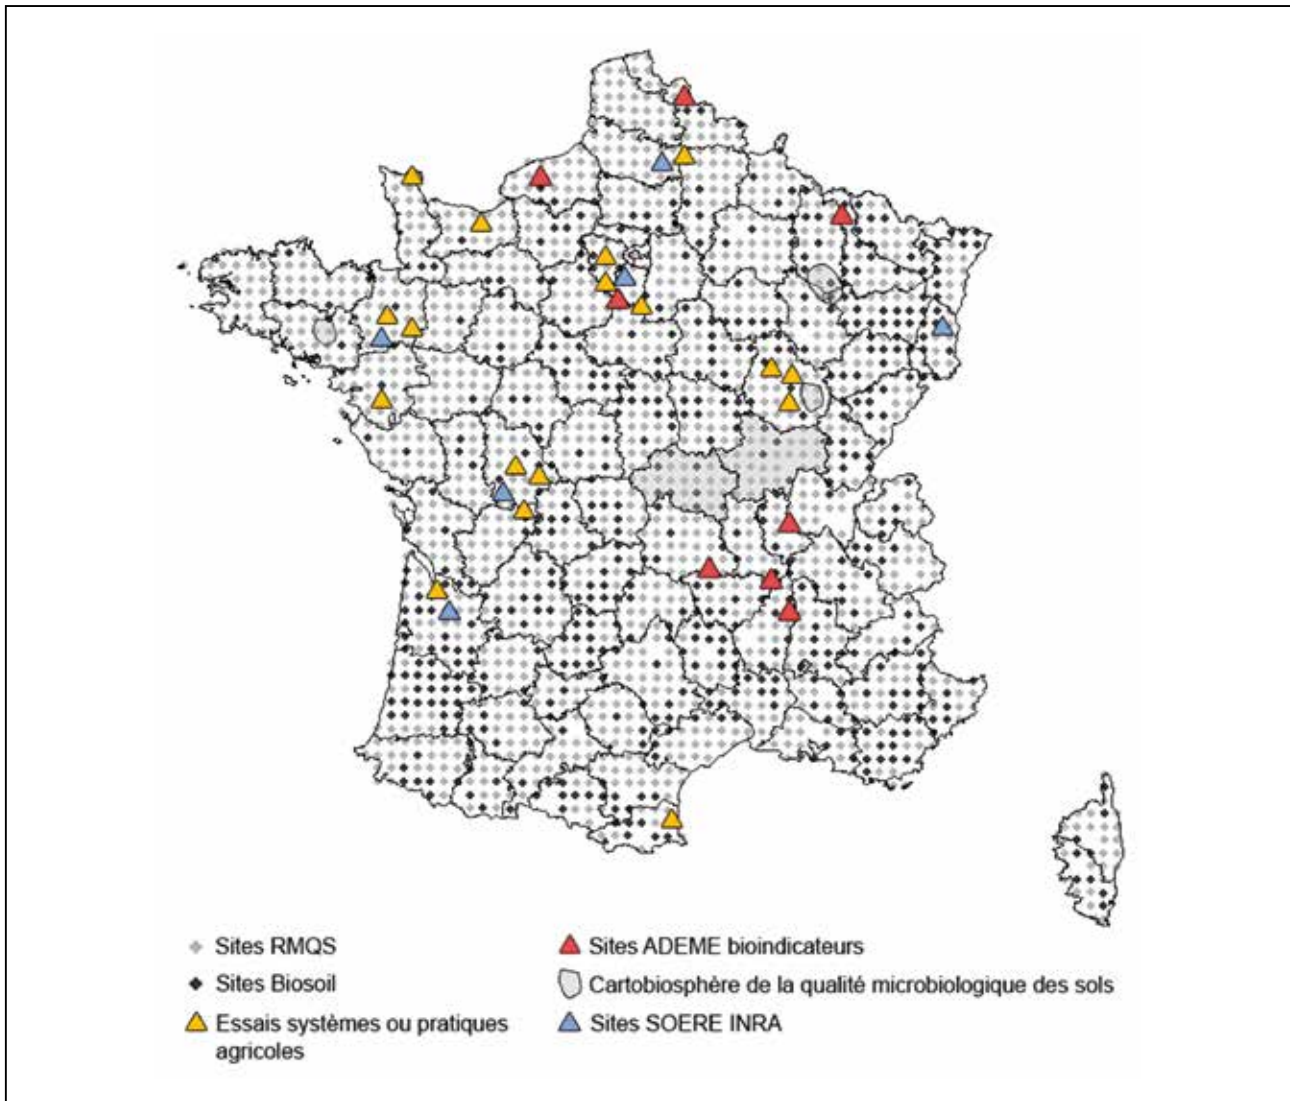 Sites RMQS
Sites Biosoil
Essais systèmes ou pratiques
agricoles
Sites ADEME bioindicateurs
Cartobiosphère de la qualité microbiologique des sols
Sites SOERE INRA